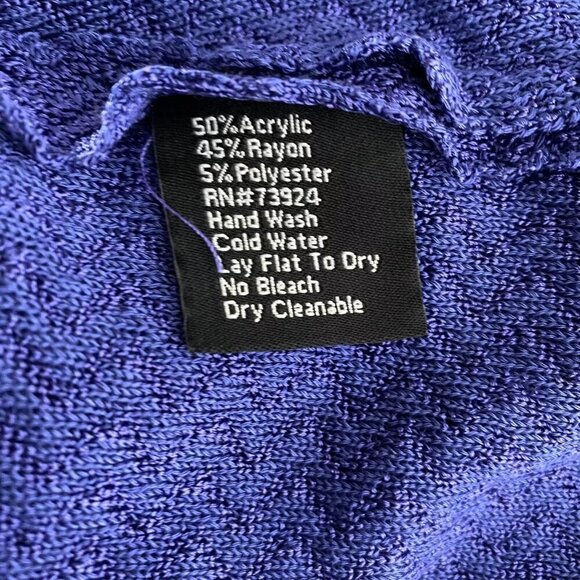 50% Acrylic
45% Rayon
5% Polyester
RN#73924
Hand Wash
Cold Water
Lay Flat To Dry
No Bleach
Dry Cleanable